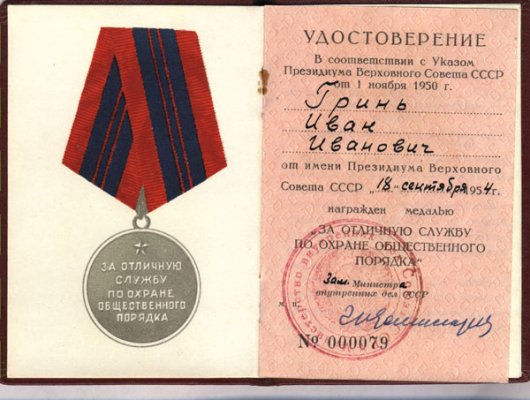 ЗА ОТЛИЧНУЮ
СЛУЖБУ
ПО ОХРАНЕ
ОБЩЕСТВЕННОГО
ПОРЯДКА
УДОСТОВЕРЕНИЕ
В соответствии с Указом
Президиума Верховного Совета СССР
от 1 ноября 1950 г.
Гринь
Иван
Иванович
от имени Президиума Верховного
Совета СССР „18" сентября 1954 г.
награжден медалью
„ЗА ОТЛИЧНУЮ СЛУЖБУ
ПО ОХРАНЕ ОБЩЕСТВЕННОГО
ПОРЯДКА"
Зам. Министра
внутренних дел СССР
М. П.
№ 000079